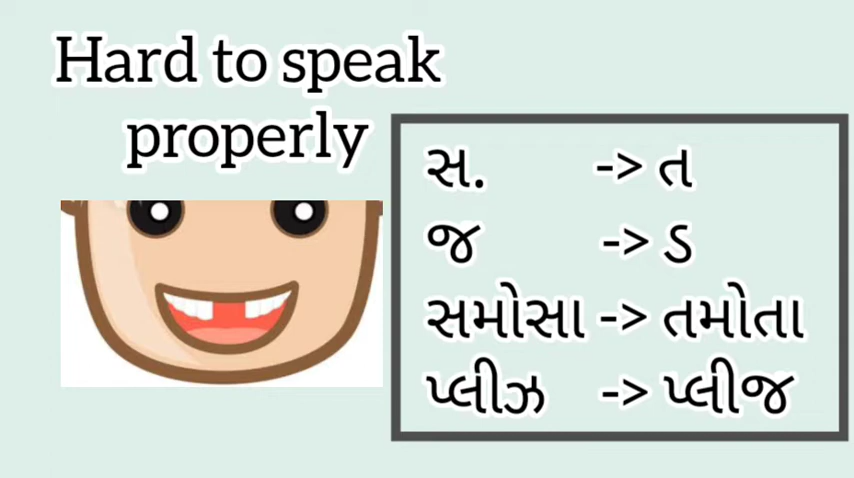 Hard to speak
properly
સ. -> ત
જ -> ડ
સમોસા -> તમોતા
પ્લીઝ -> પ્લીજ